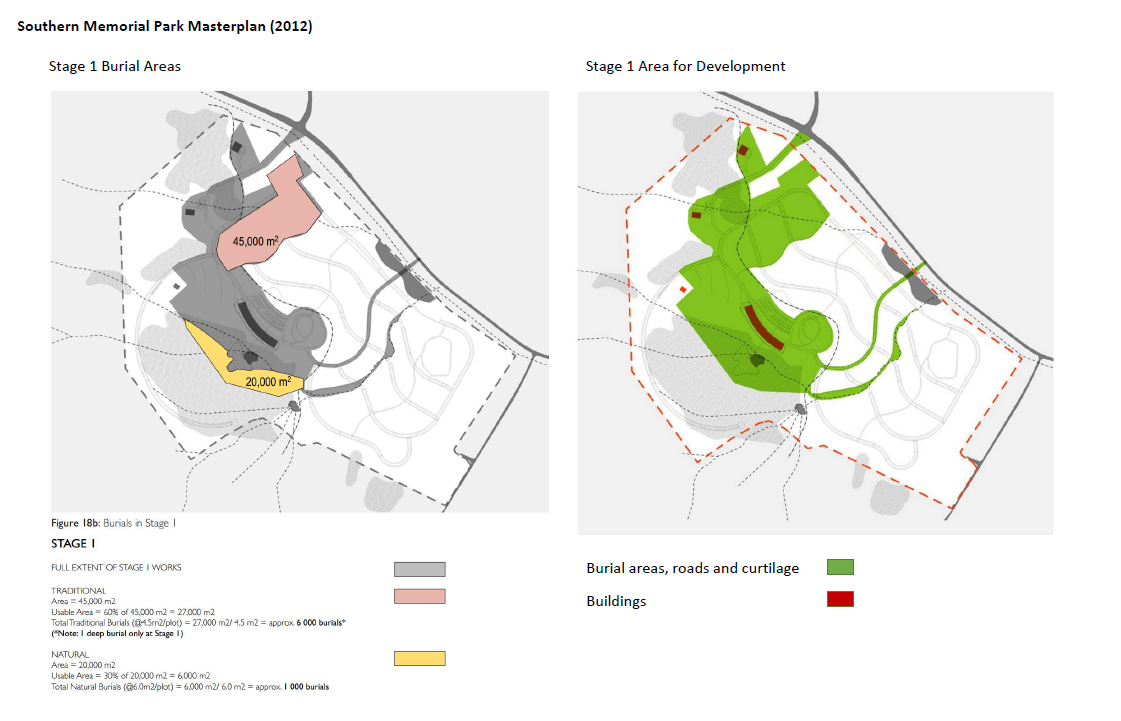 Southern Memorial Park Masterplan (2012)
Stage 1 Burial Areas
Stage 1 Area for Development
45,000 m²
20,000 m²
Figure 18b: Burials in Stage 1
STAGE 1
FULL EXTENT OF STAGE 1 WORKS
TRADITIONAL
Area = 45,000 m2
Usable Area = 60% of 45,000 m2 = 27,000 m2
Total Traditional Burials (@4.5m2/plot) = 27,000 m2/ 4.5 m2 = approx. 6 000 burials*
(*Note: 1 deep burial only at Stage 1)
NATURAL
Area = 20,000 m2
Usable Area = 30% of 20,000 m2 = 6,000 m2
Total Natural Burials (@6.0m2/plot) = 6,000 m2/ 6.0 m2 = approx. 1 000 burials
Burial areas, roads and curtilage
Buildings